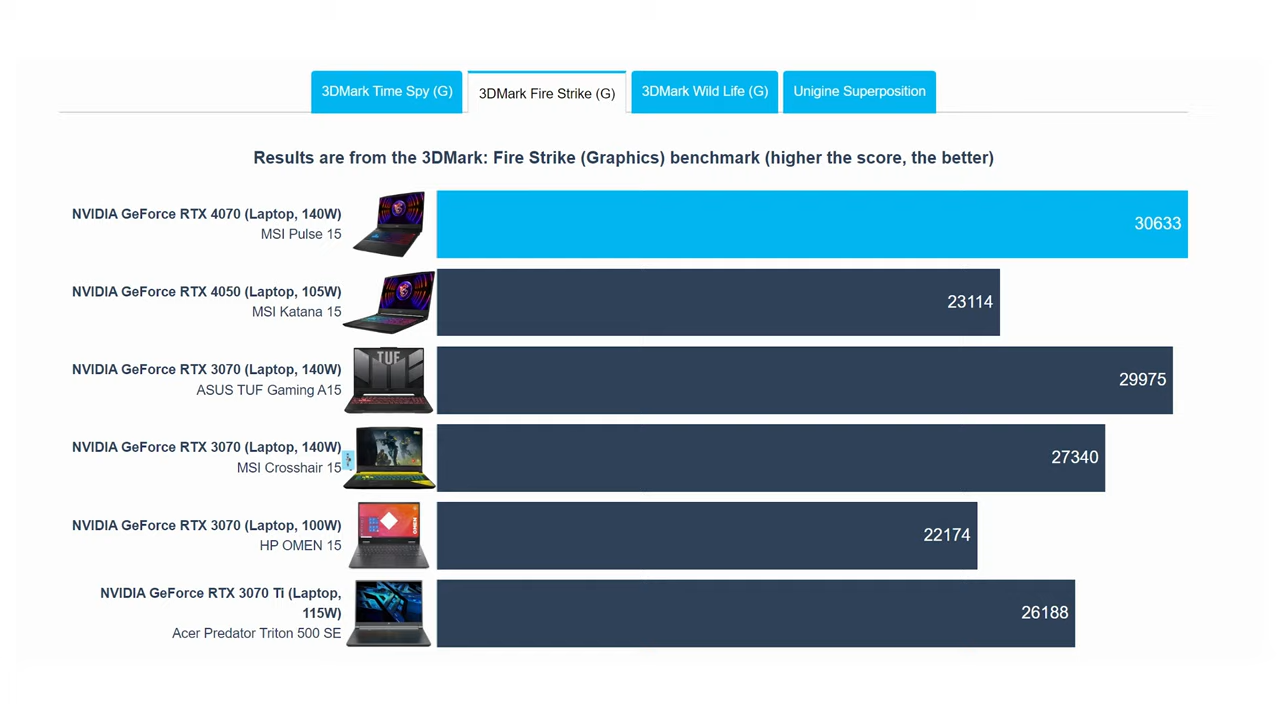 3DMark Time Spy (G)
3DMark Fire Strike (G)
3DMark Wild Life (G)
Unigine Superposition
Results are from the 3DMark: Fire Strike (Graphics) benchmark (higher the score, the better)
NVIDIA GeForce RTX 4070 (Laptop, 140W)
MSI Pulse 15
30633
NVIDIA GeForce RTX 4050 (Laptop, 105W)
MSI Katana 15
23114
NVIDIA GeForce RTX 3070 (Laptop, 140W)
ASUS TUF Gaming A15
TUF
29975
NVIDIA GeForce RTX 3070 (Laptop, 140W)
MSI Crosshair 15
27340
NVIDIA GeForce RTX 3070 (Laptop, 100W)
HP OMEN 15
OMEN
22174
NVIDIA GeForce RTX 3070 Ti (Laptop,
115W)
Acer Predator Triton 500 SE
26188